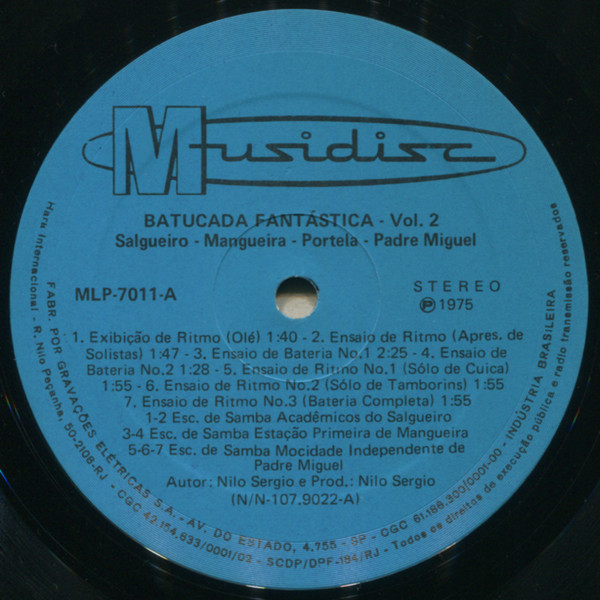 Musidisc
BATUCADA FANTÁSTICA - Vol. 2
Salgueiro - Mangueira - Portela - Padre Miguel
MLP-7011-A
STEREO
Ⓟ 1975
1. Exibição de Ritmo (Olé) 1:40 - 2. Ensaio de Ritmo (Apres. de
Solistas) 1:47 - 3. Ensaio de Bateria No.1 2:25 - 4. Ensaio de
Bateria No.2 1:28 - 5. Ensaio de Ritmo No.1 (Sólo de Cuica)
1:55 - 6. Ensaio de Ritmo No.2 (Sólo de Tamborins) 1:55
7. Ensaio de Ritmo No.3 (Bateria Completa) 1:55
1-2 Esc. de Samba Acadêmicos do Salgueiro
3-4 Esc. de Samba Estação Primeira de Mangueira
5-6-7 Esc. de Samba Mocidade Independente de
Padre Miguel
Autor: Nilo Sergio e Prod.: Nilo Sergio
(N/N-107.9022-A)
FABR. POR GRAVAÇÕES ELÉTRICAS S.A. - AV. DO ESTADO, 4.755 - SP - CGC 61.186.300/0001-00 - INDÚSTRIA BRASILEIRA
Mara Internacional - R. Nilo Peçanha, 50-2108-RJ - CGC 42.154.633/0001/02 - SCDP/DPF-184/RJ - Todos os direitos de execução pública e radio transmissão reservados